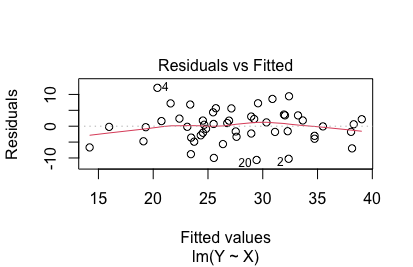 Residuals vs Fitted
Residuals
10
0
-10
4
20
2
15 20 25 30 35 40
Fitted values
lm(Y ~ X)